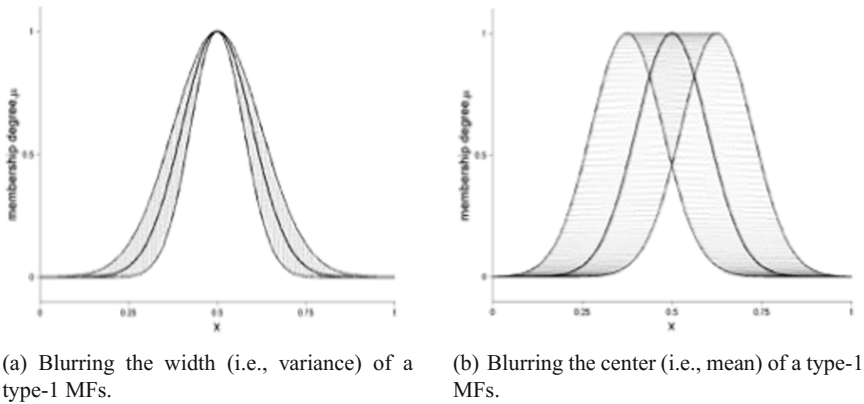 membership degree,μ
1
0.5
0
0
0.25
0.5
0.75
1
X
(a) Blurring the width (i.e., variance) of a
type-1 MFs.
membership degree,μ
1
0.5
0
0
0.25
0.5
0.75
1
X
(b) Blurring the center (i.e., mean) of a type-1
MFs.